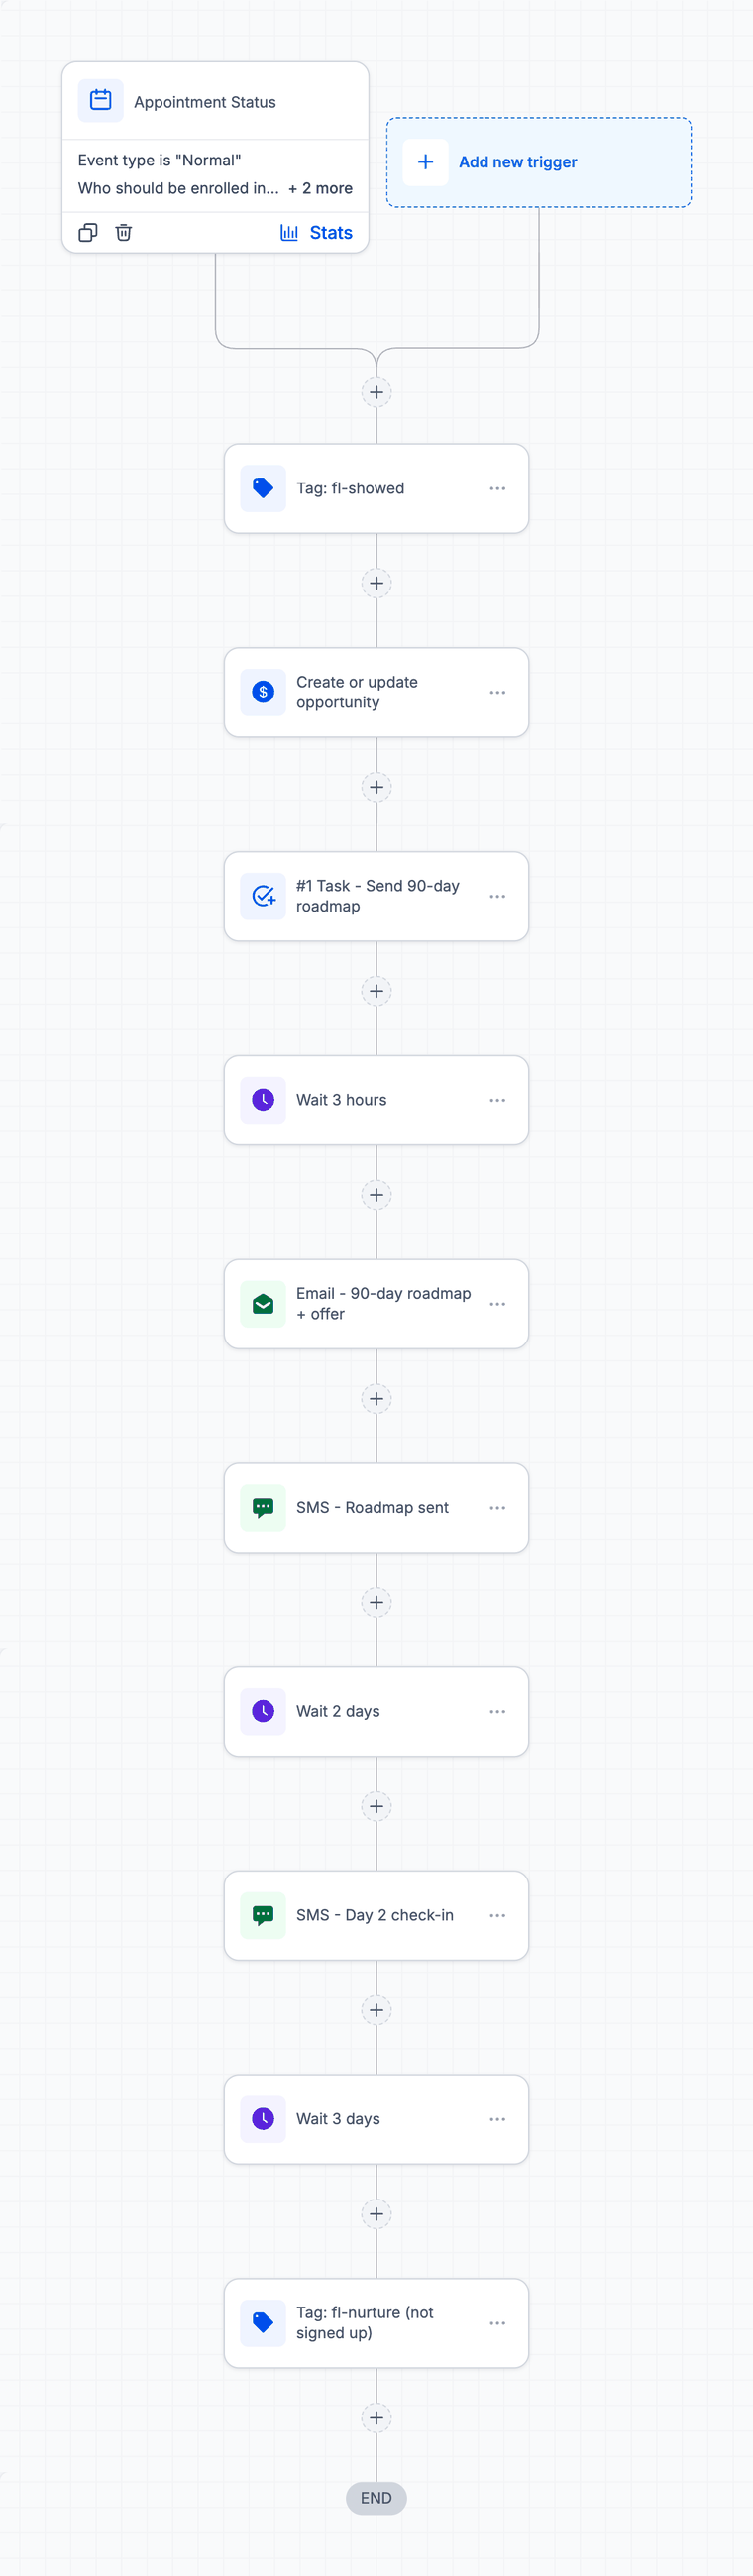 Appointment Status
Event type is "Normal"
Who should be enrolled in... + 2 more
Stats
Add new trigger
Tag: fl-showed
Create or update
opportunity
#1 Task - Send 90-day
roadmap
Wait 3 hours
Email - 90-day roadmap
+ offer
SMS - Roadmap sent
Wait 2 days
SMS - Day 2 check-in
Wait 3 days
Tag: fl-nurture (not
signed up)
END